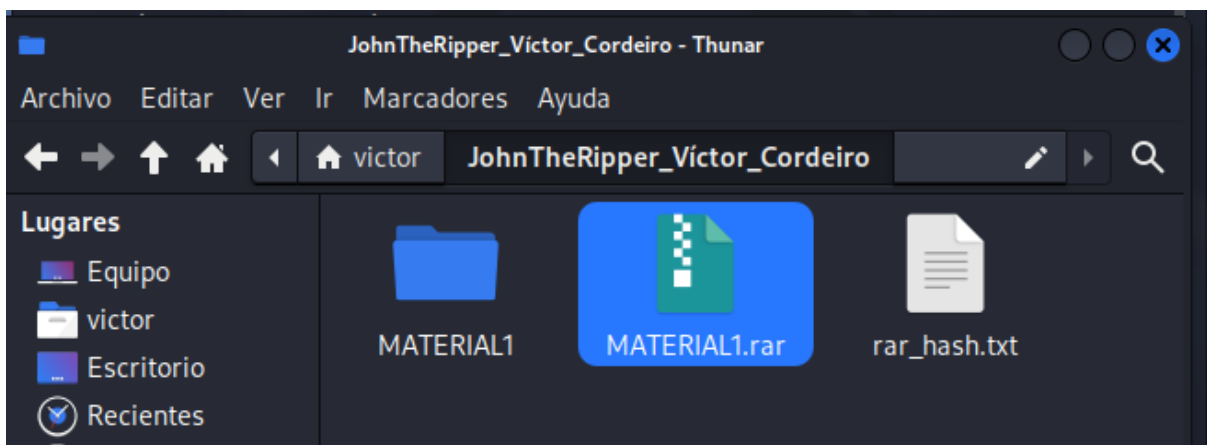 JohnTheRipper_Víctor_Cordeiro - Thunar
Archivo Editar Ver Ir Marcadores Ayuda
victor JohnTheRipper_Víctor_Cordeiro
Lugares
Equipo
victor
Escritorio
Recientes
MATERIAL1 MATERIAL1.rar rar_hash.txt